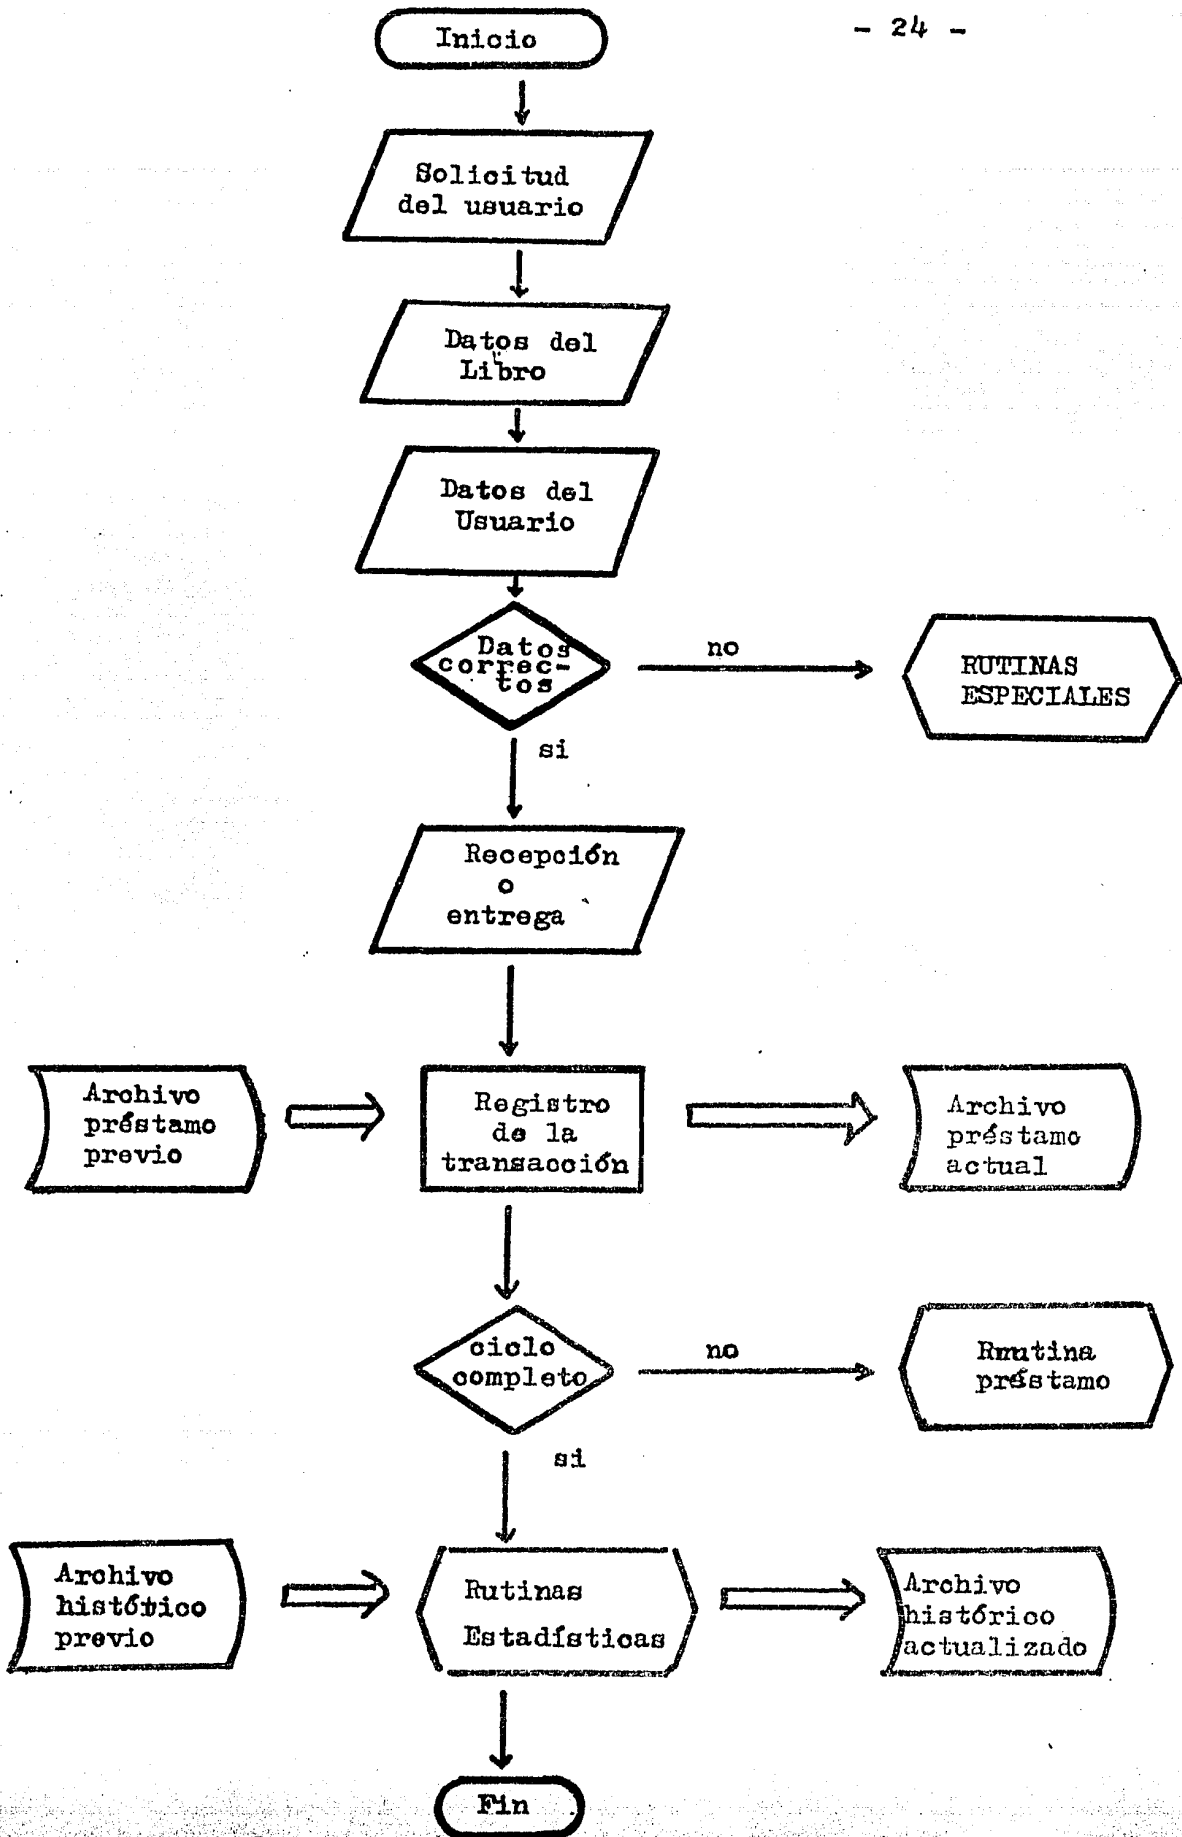 - 24 -
Inicio
Solicitud
del usuario
Datos del
Libro
Datos del
Usuario
Datos
correc-
tos
no
RUTINAS
ESPECIALES
si
Recepción
o
entrega
Archivo
préstamo
previo
Registro
de la
transacción
Archivo
préstamo
actual
ciclo
completo
no
Rmutina
préstamo
si
Archivo
histórico
previo
Rutinas
Estadísticas
Archivo
histórico
actualizado
Fin